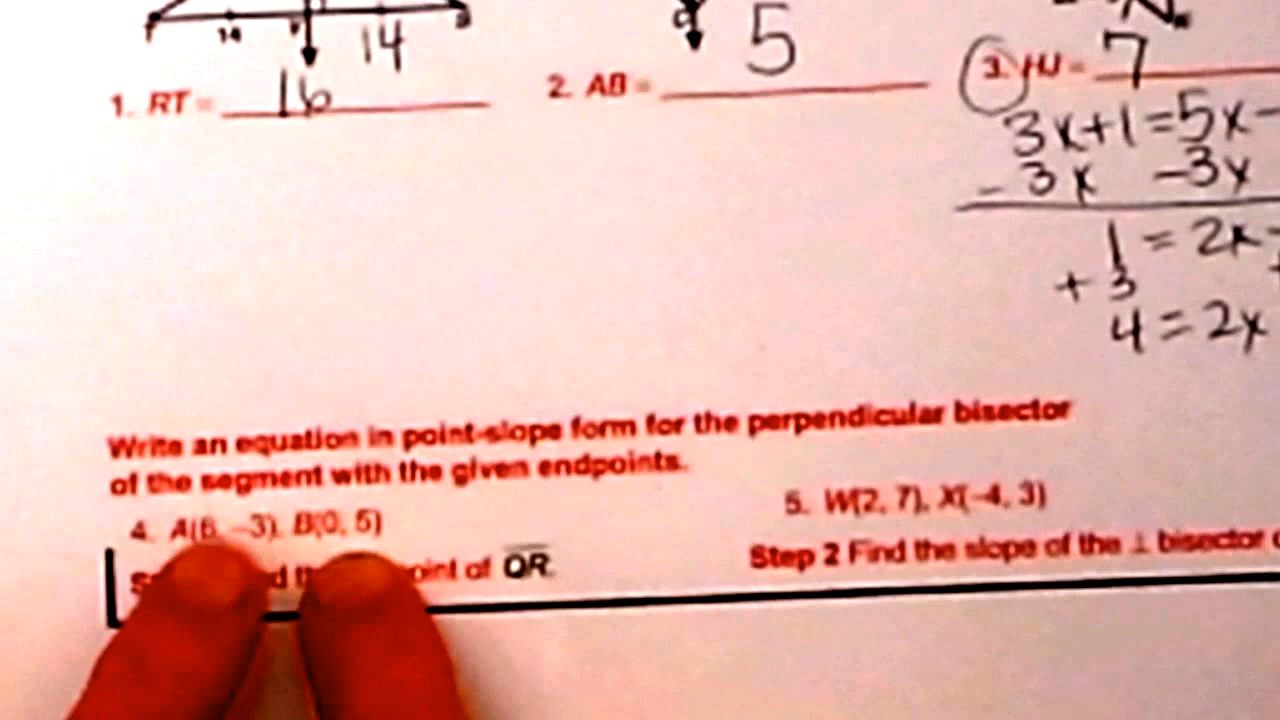 14 14
5
7
1. RT = 16
2. AB =
3.
3x+1=5x-
- 3x -3x
1 = 2x-
+ 3 +
4 = 2x
Write an equation in point-slope form for the perpendicular bisector
of the segment with the given endpoints.
4. A(6, -3), B(0, 5)
5. W(2, 7), X(-4, 3)
of QR.
Step 2 Find the slope of the ⊥ bisector